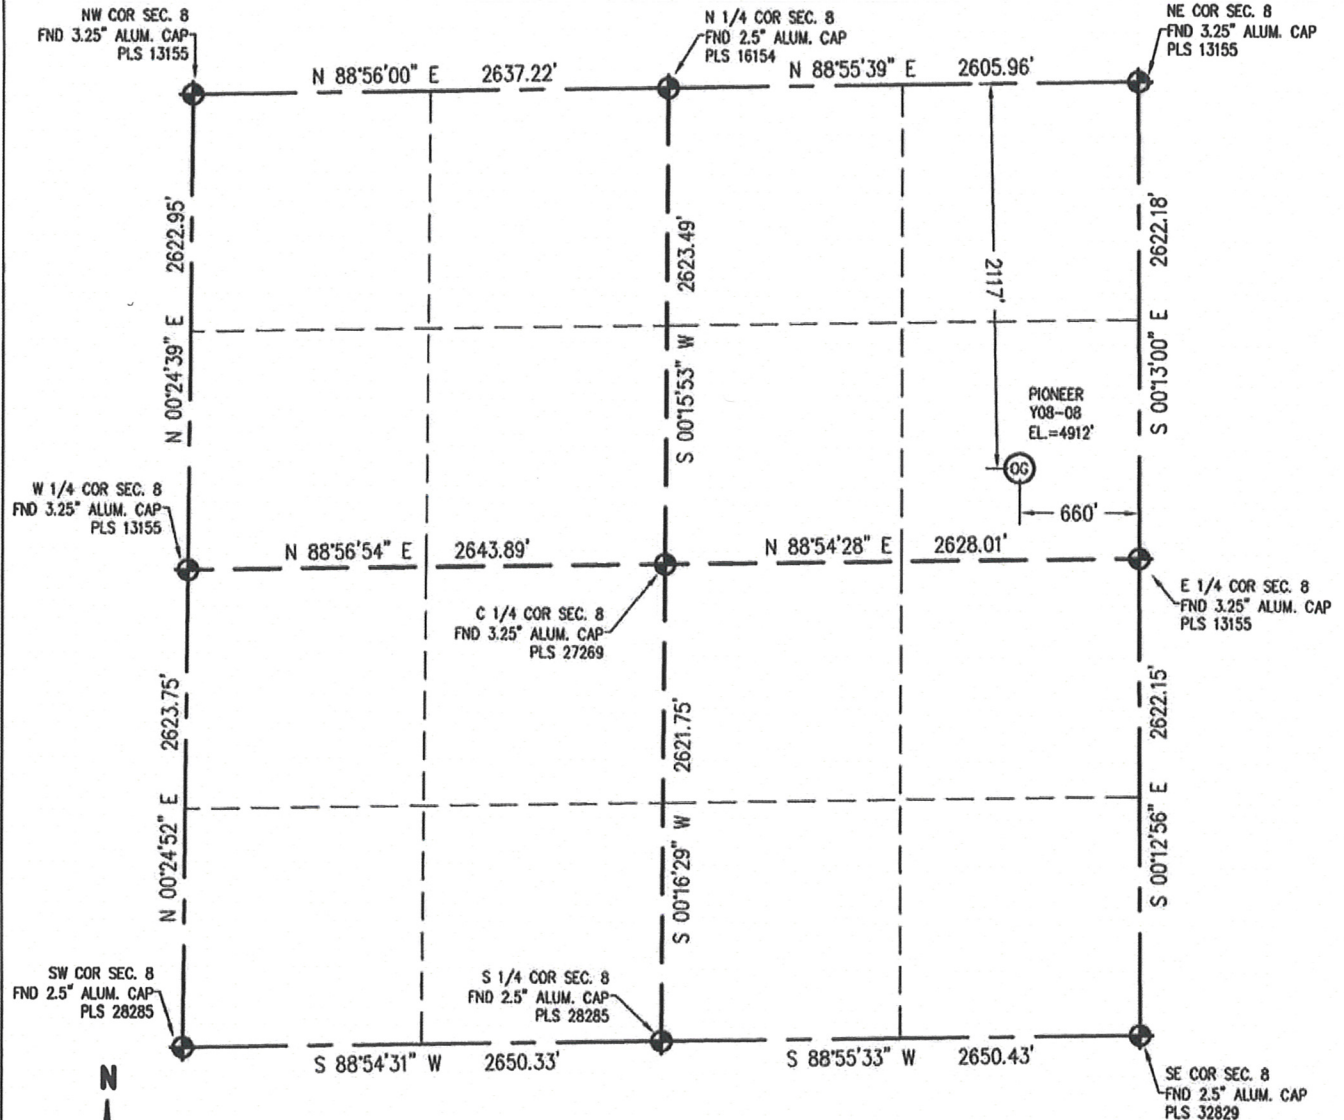 NW COR SEC. 8
FND 3.25" ALUM. CAP
PLS 13155
N 1/4 COR SEC. 8
FND 2.5" ALUM. CAP
PLS 16154
NE COR SEC. 8
FND 3.25" ALUM. CAP
PLS 13155
N 88°56'00" E 2637.22'
N 88°55'39" E 2605.96'
N 00°24'39" E 2622.95'
S 00°15'53" W 2623.49'
2117'
S 00°13'00" E 2622.18'
PIONEER
Y08-08
EL.=4912'
OG
660'
W 1/4 COR SEC. 8
FND 3.25" ALUM. CAP
PLS 13155
N 88°56'54" E 2643.89'
N 88°54'28" E 2628.01'
C 1/4 COR SEC. 8
FND 3.25" ALUM. CAP
PLS 27269
E 1/4 COR SEC. 8
FND 3.25" ALUM. CAP
PLS 13155
N 00°24'52" E 2623.75'
S 00°16'29" W 2621.75'
S 00°12'56" E 2622.15'
SW COR SEC. 8
FND 2.5" ALUM. CAP
PLS 28285
S 1/4 COR SEC. 8
FND 2.5" ALUM. CAP
PLS 28285
S 88°54'31" W 2650.33'
S 88°55'33" W 2650.43'
SE COR SEC. 8
FND 2.5" ALUM. CAP
PLS 32829
N